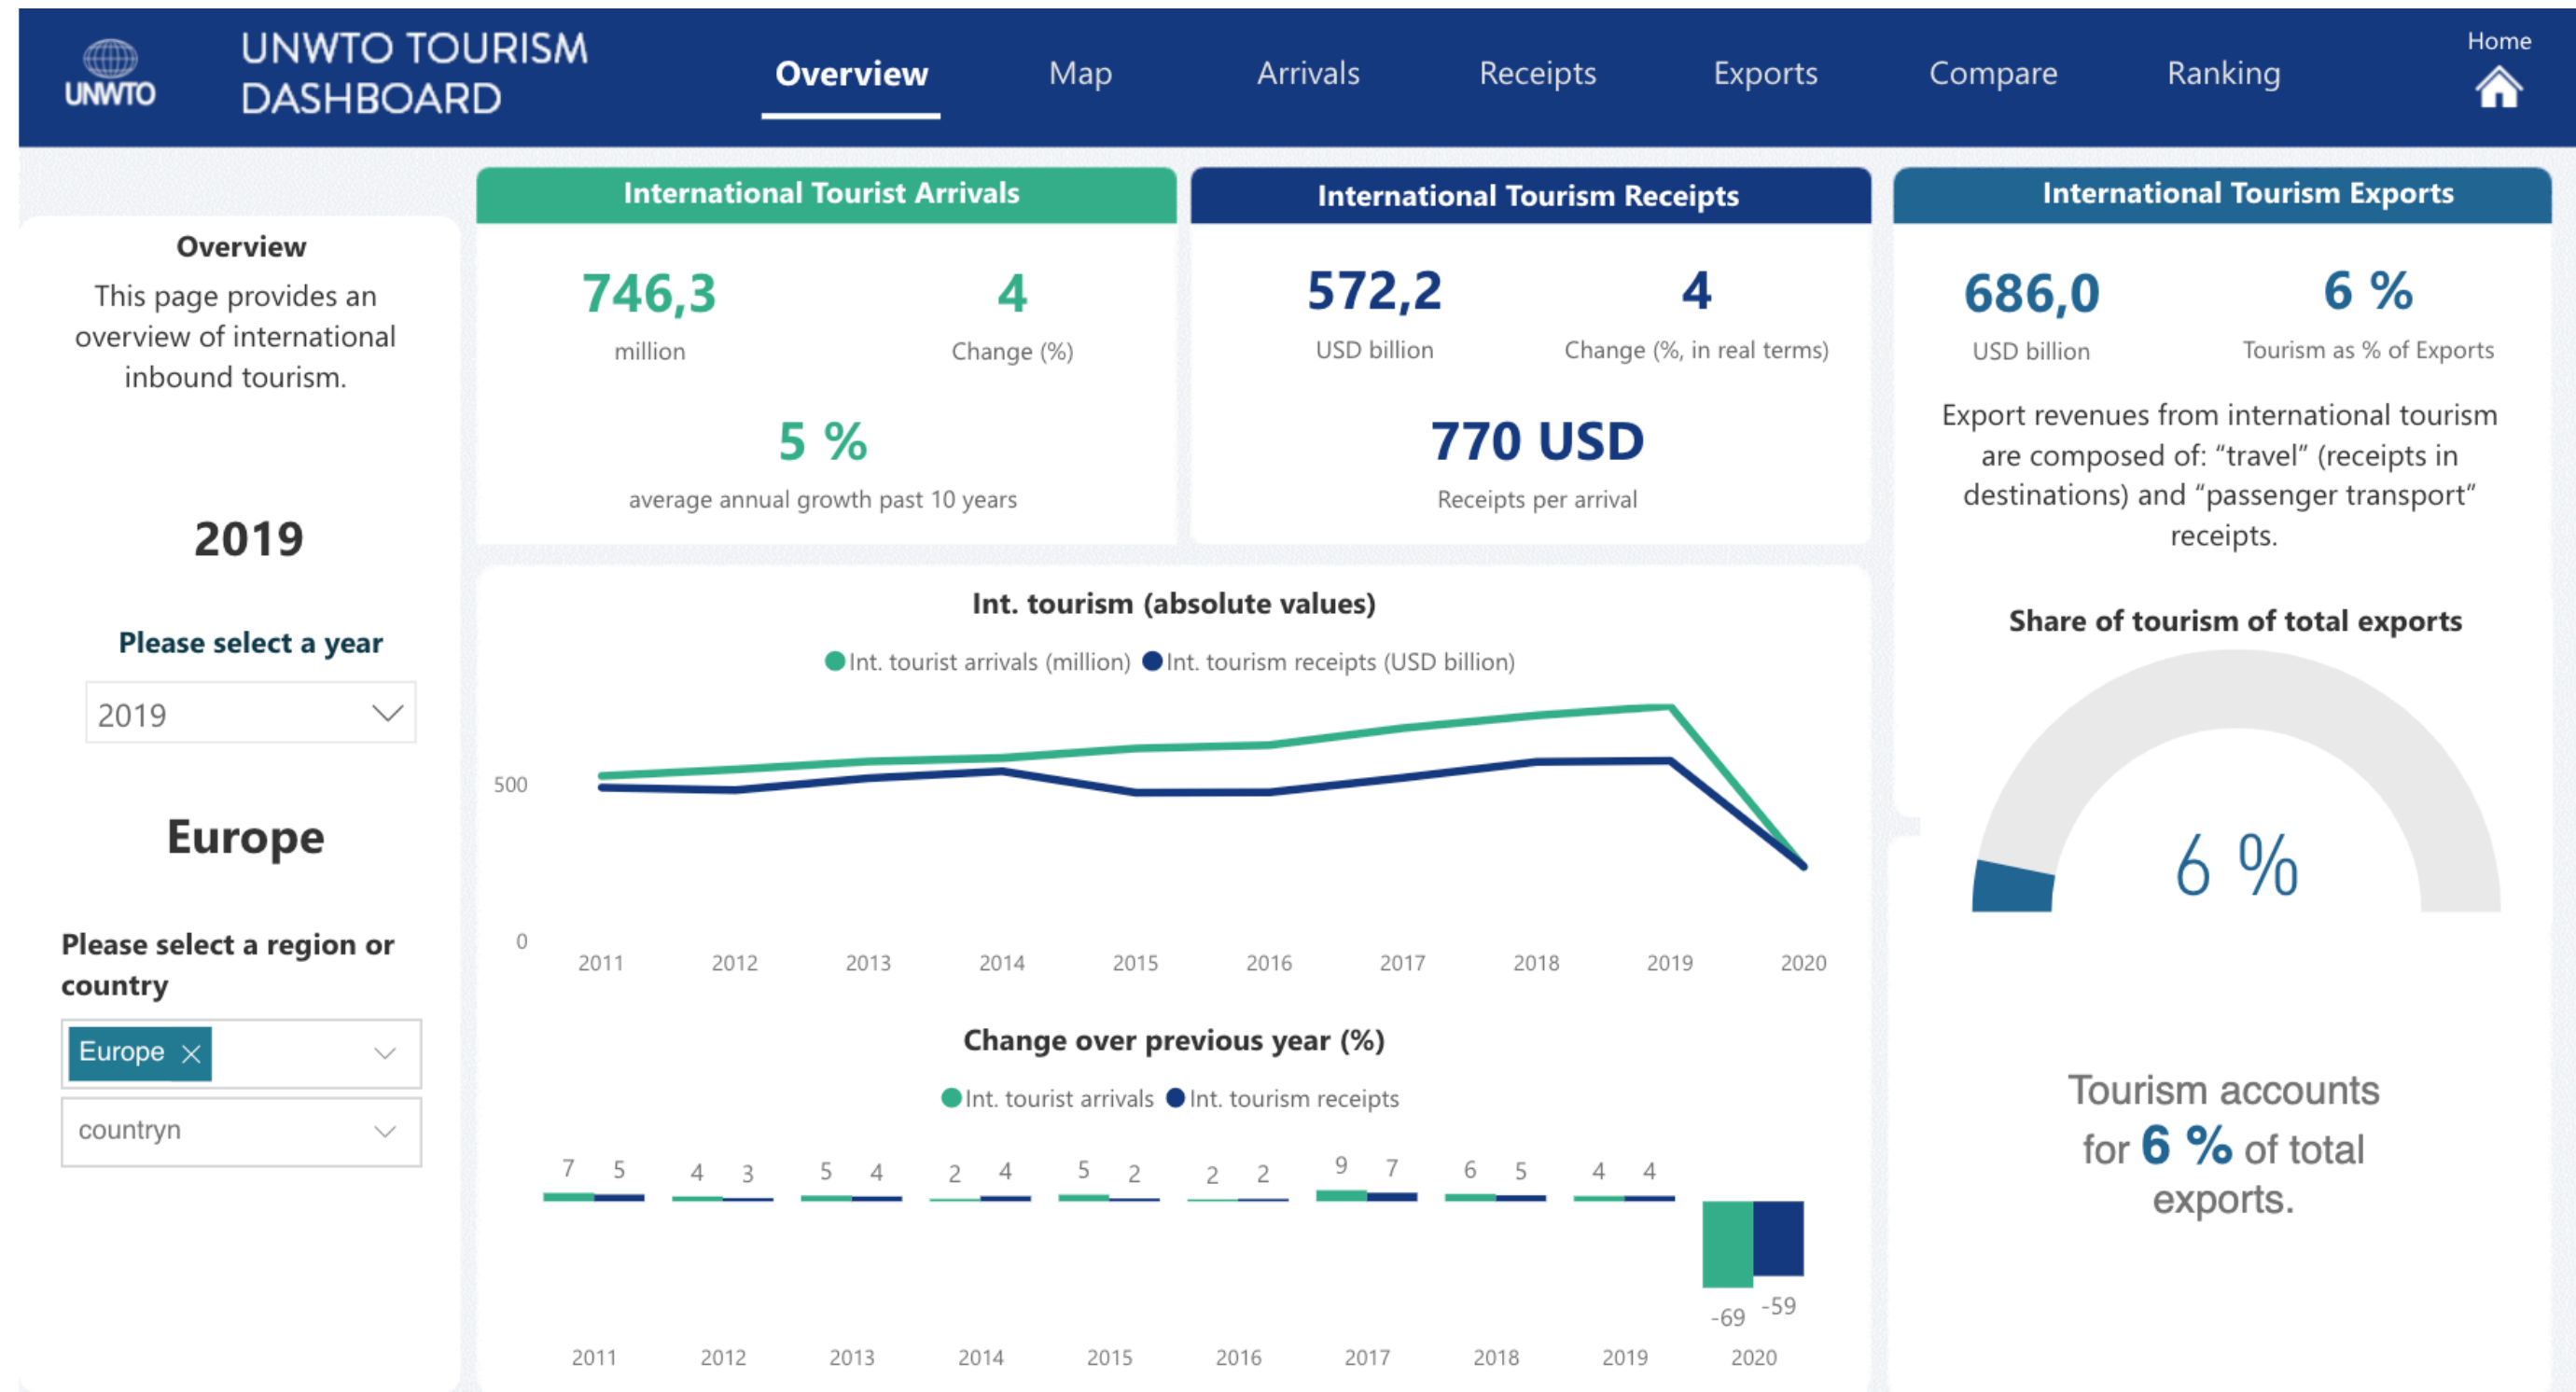 UNWTO
UNWTO TOURISM
DASHBOARD
Overview
Map
Arrivals
Receipts
Exports
Compare
Ranking
Home
Overview
This page provides an
overview of international
inbound tourism.
2019
Please select a year
2019
Europe
Please select a region or
country
Europe
countryn
International Tourist Arrivals
746,3
million
4
Change (%)
5 %
average annual growth past 10 years
International Tourism Receipts
572,2
USD billion
4
Change (%, in real terms)
770 USD
Receipts per arrival
Int. tourism (absolute values)
Int. tourist arrivals (million) Int. tourism receipts (USD billion)
500
0
2011 2012 2013 2014 2015 2016 2017 2018 2019 2020
Change over previous year (%)
Int. tourist arrivals Int. tourism receipts
7 5 4 3 5 4 2 4 5 2 2 2 9 7 6 5 4 4
-69 -59
2011 2012 2013 2014 2015 2016 2017 2018 2019 2020
International Tourism Exports
686,0
USD billion
6 %
Tourism as % of Exports
Export revenues from international tourism
are composed of: “travel” (receipts in
destinations) and “passenger transport”
receipts.
Share of tourism of total exports
6 %
Tourism accounts
for 6 % of total
exports.